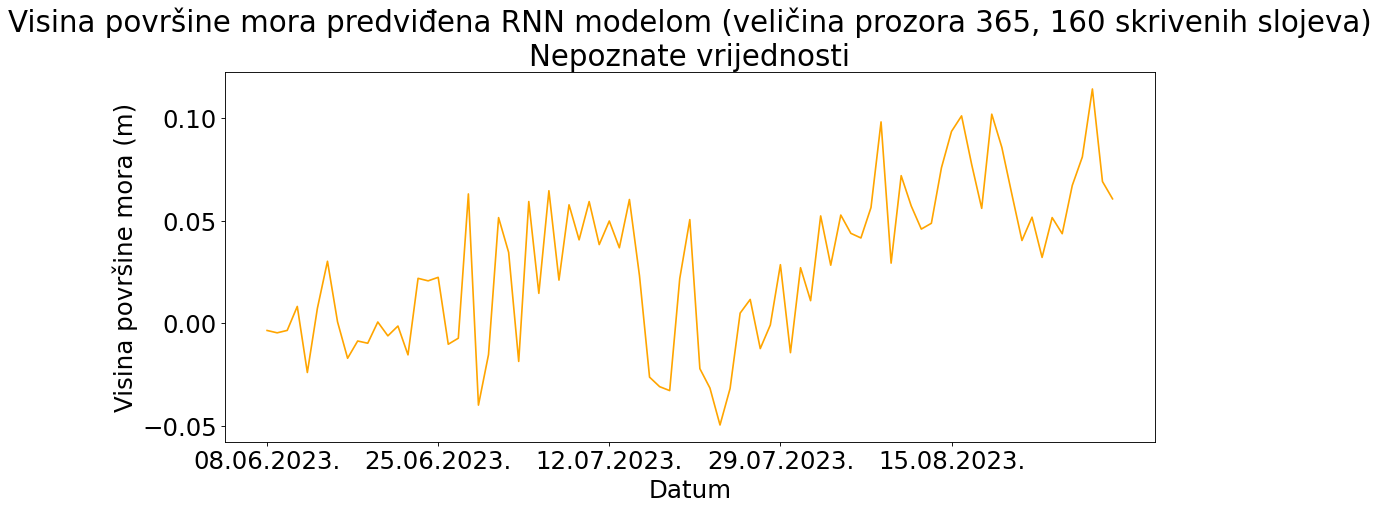 Visina površine mora predviđena RNN modelom (veličina prozora 365, 160 skrivenih slojeva)
Nepoznate vrijednosti
Visina površine mora (m)
0.10
0.05
0.00
−0.05
08.06.2023. 25.06.2023. 12.07.2023. 29.07.2023. 15.08.2023.
Datum